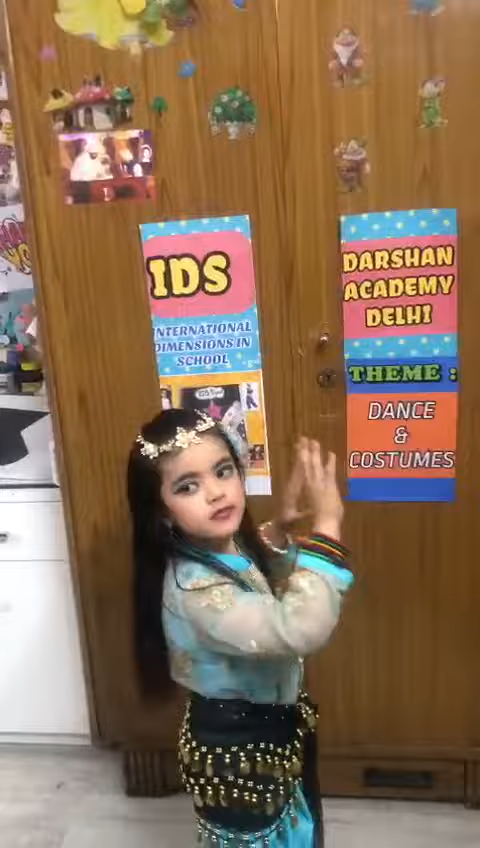 IDS
INTERNATIONAL
DIMENSIONS IN
SCHOOL
DARSHAN
ACADEMY
DELHI
THEME :
DANCE
&
COSTUMES